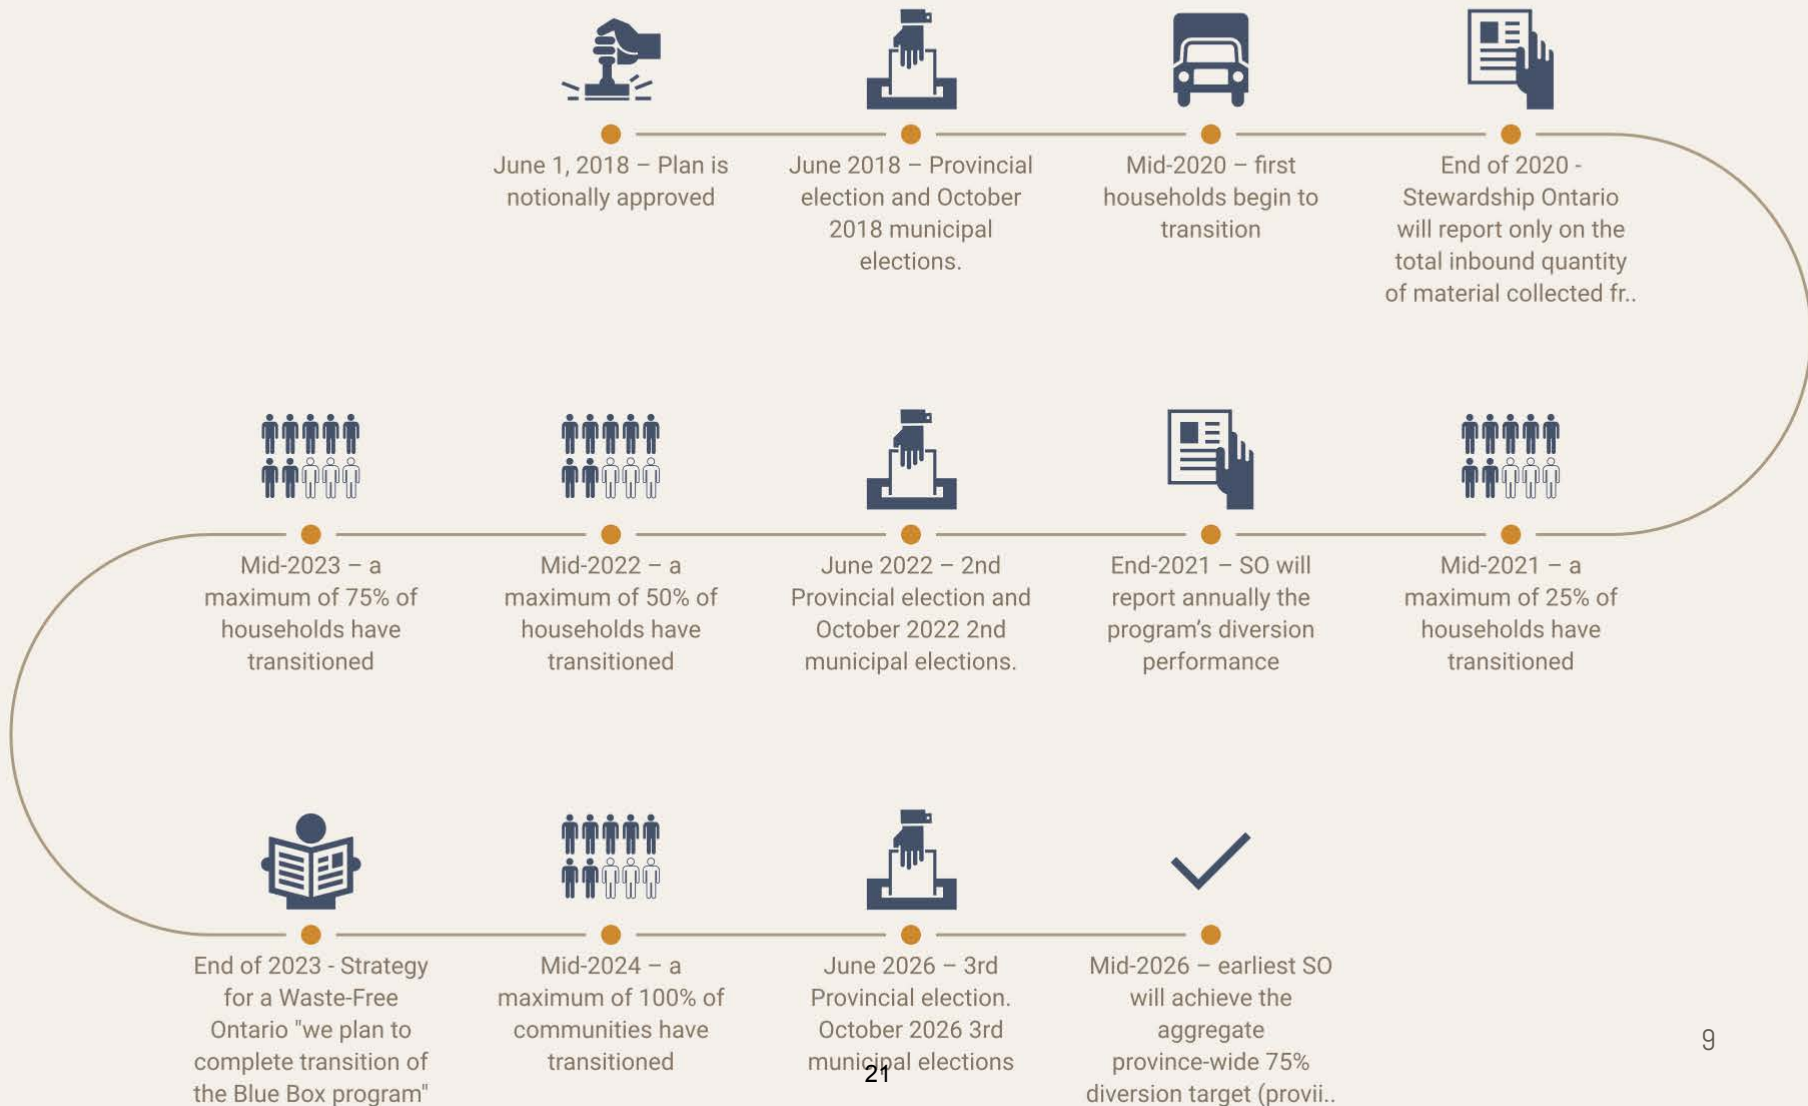 June 1, 2018 – Plan is
notionally approved
June 2018 – Provincial
election and October
2018 municipal
elections.
Mid-2020 – first
households begin to
transition
End of 2020 -
Stewardship Ontario
will report only on the
total inbound quantity
of material collected fr..
Mid-2021 – a
maximum of 25% of
households have
transitioned
End-2021 – SO will
report annually the
program’s diversion
performance
June 2022 – 2nd
Provincial election and
October 2022 2nd
municipal elections.
Mid-2022 – a
maximum of 50% of
households have
transitioned
Mid-2023 – a
maximum of 75% of
households have
transitioned
End of 2023 - Strategy
for a Waste-Free
Ontario "we plan to
complete transition of
the Blue Box program"
Mid-2024 – a
maximum of 100% of
communities have
transitioned
June 2026 – 3rd
Provincial election.
October 2026 3rd
municipal elections
Mid-2026 – earliest SO
will achieve the
aggregate
province-wide 75%
diversion target (provii..
9
21